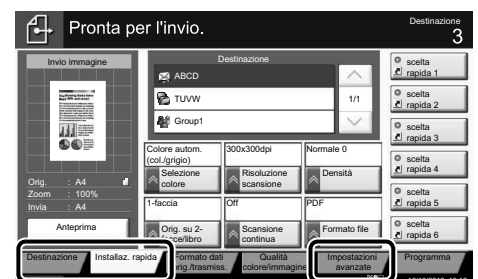 Pronta per l'invio.
Destinazione
3
Invio immagine
Orig. : A4
Zoom : 100%
Invia : A4
Anteprima
Destinazione
ABCD
TUVW
Group1
1/1
Colore autom.
(col./grigio)
Selezione
colore
300x300dpi
Risoluzione
scansione
Normale 0
Densità
1-faccia
Orig. su 2-
facce/libro
Off
Scansione
continua
PDF
Formato file
scelta
rapida 1
scelta
rapida 2
scelta
rapida 3
scelta
rapida 4
scelta
rapida 5
scelta
rapida 6
Destinazione
Installaz. rapida
Formato dati
orig./trasmiss.
Qualità
colore/immagine
Impostazioni
avanzate
Programma